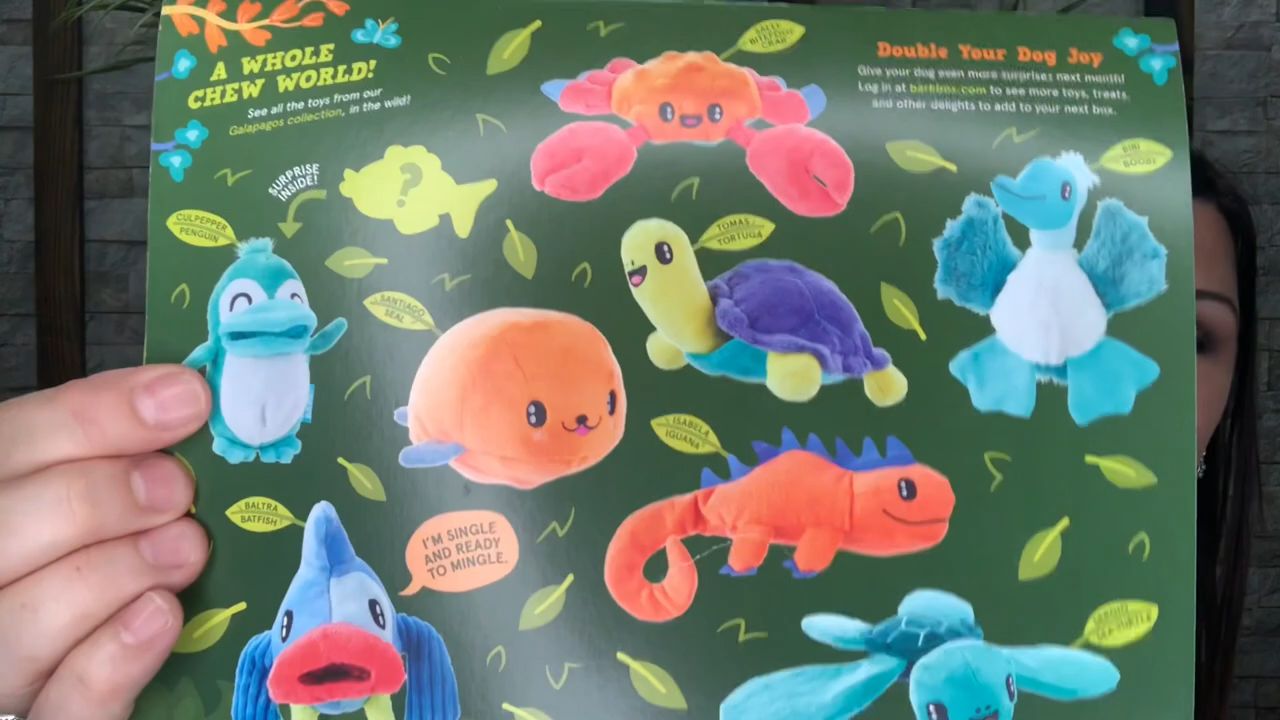 A WHOLE
CHEW WORLD!
See all the toys from our
Galapagos collection, in the wild!
SURPRISE
INSIDE!
?
SALLY
CRAB
Double Your Dog Joy
Give your dog even more surprises next month!
Log in at barkbox.com to see more toys, treats,
and other delights to add to your next box.
BIRI
BOOBY
CULPEPPER
PENGUIN
TOMAS
TORTUGA
SANTIAGO
SEAL
ISABELA
IGUANA
BALTRA
BATFISH
I'M SINGLE
AND READY
TO MINGLE.
SEA TURTLE